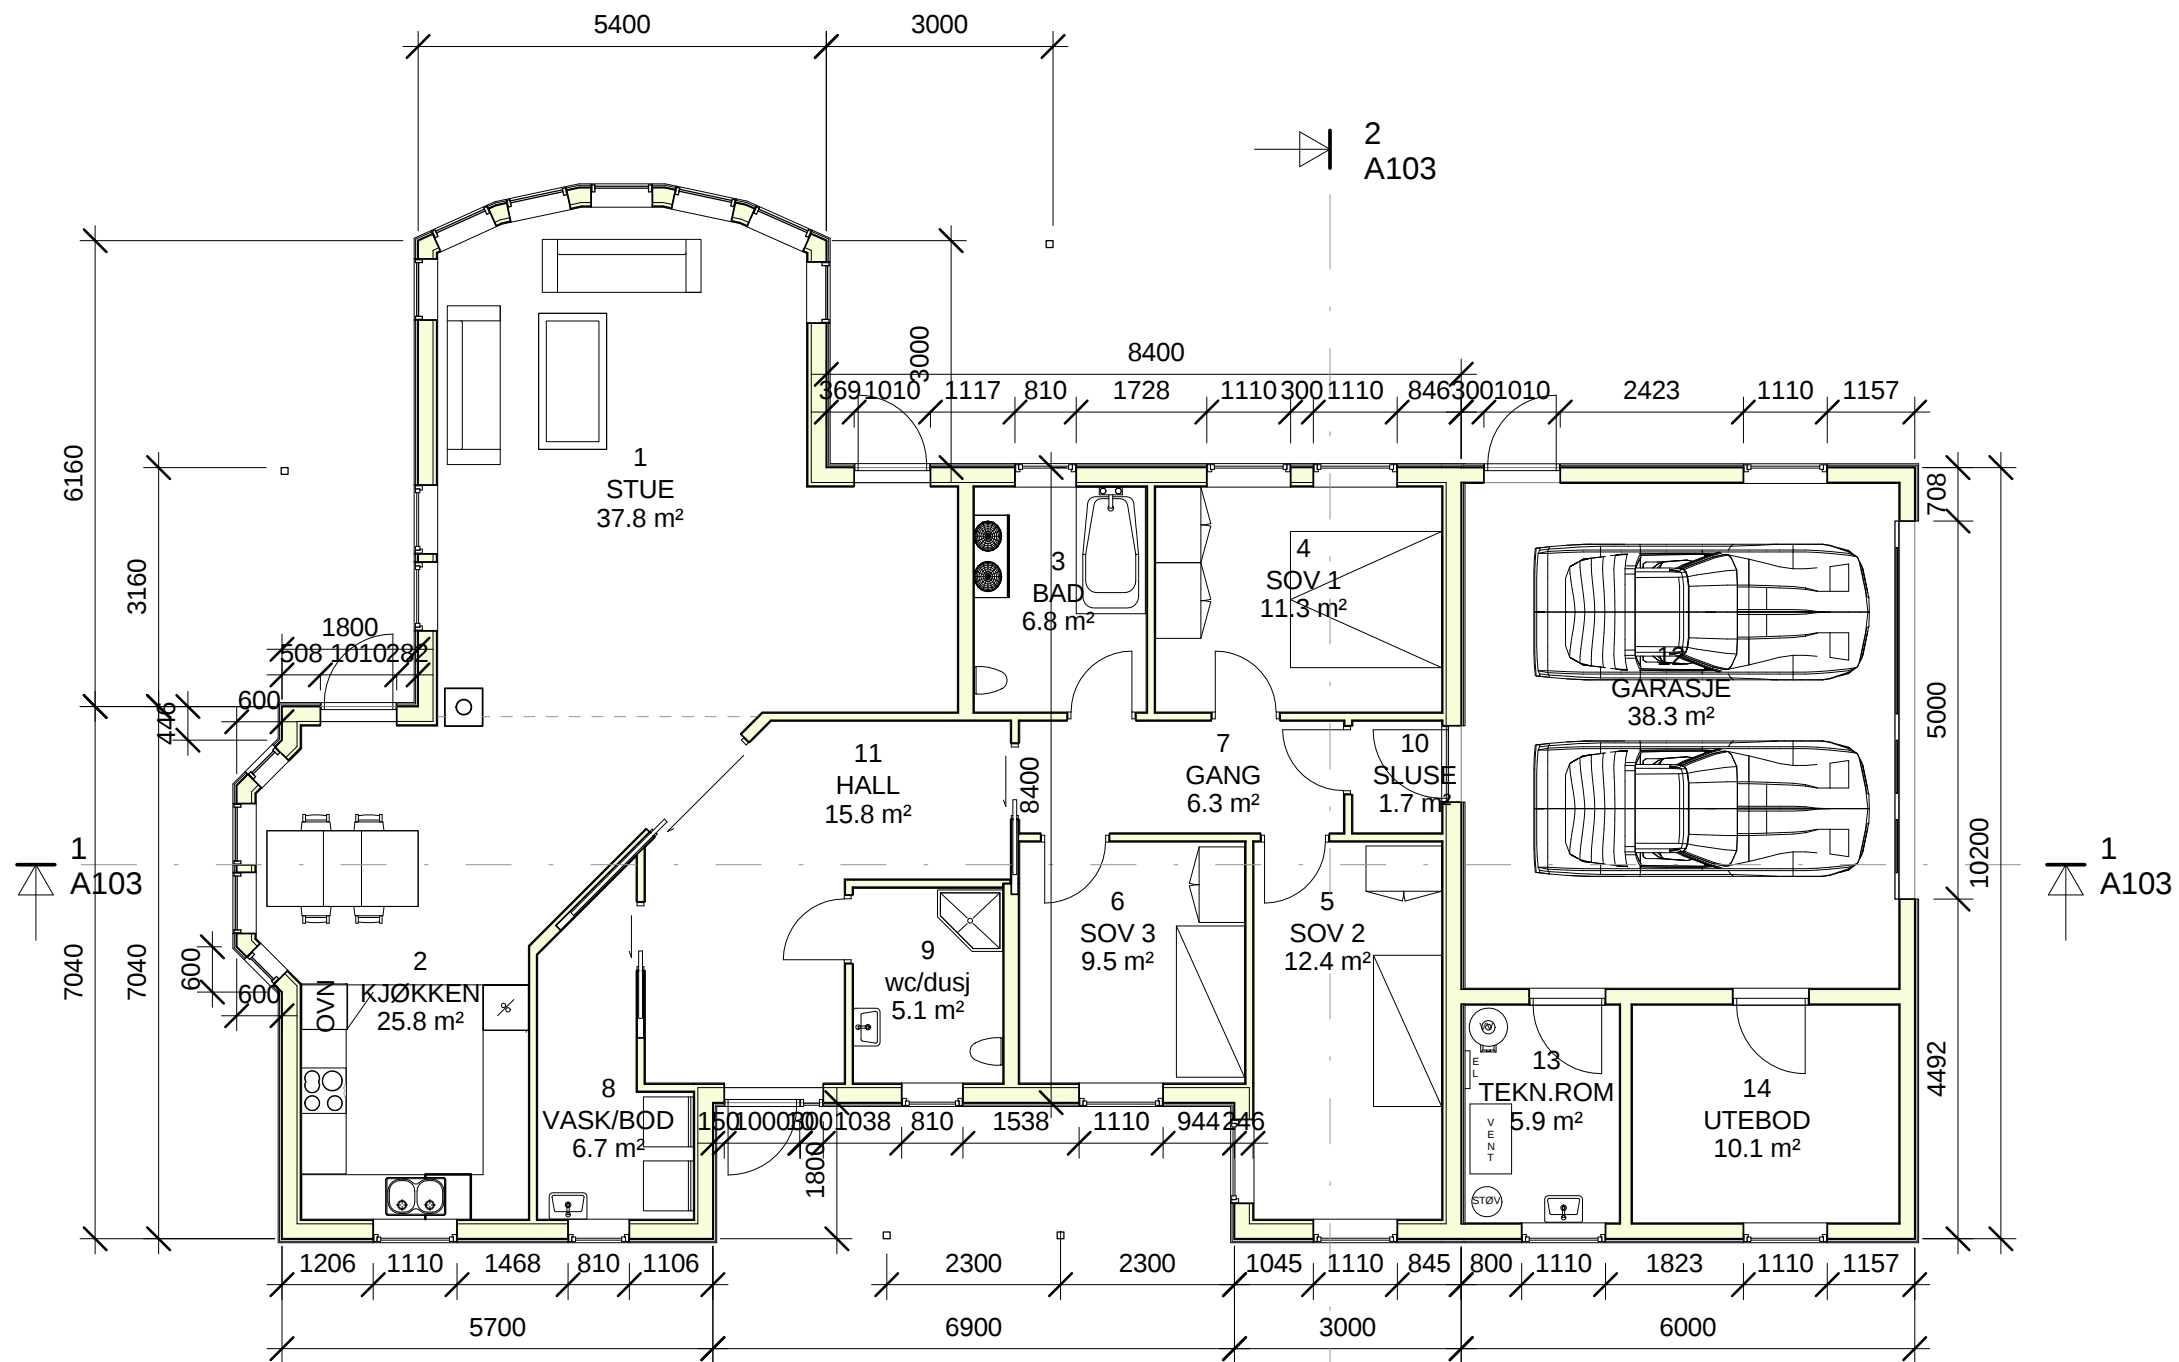 5400 3000
2
A103
8400
369 1010 1117 810 1728 1110 300 1110 846 300 1010 2423 1110 1157
3000
6160
3160
708
1
STUE
37.8 m²
3
BAD
6.8 m²
4
SOV 1
11.3 m²
12
GARASJE
38.3 m²
1800
508 1010 282
600
446
5000
11
HALL
15.8 m²
8400
7
GANG
6.3 m²
10
SLUSE
1.7 m²
10200
1
A103
1
A103
6
SOV 3
9.5 m²
5
SOV 2
12.4 m²
9
wc/dusj
5.1 m²
2
KJØKKEN
25.8 m²
OVN
7040
7040
600
600
VV
E
L
13
TEKN.ROM
5.9 m²
14
UTEBOD
10.1 m²
4492
8
VASK/BOD
6.7 m²
V
E
N
T
STØV
150 1000 300 1038 810 1538 1110 944 246
1800
1206 1110 1468 810 1106 2300 2300 1045 1110 845 800 1110 1823 1110 1157
5700 6900 3000 6000